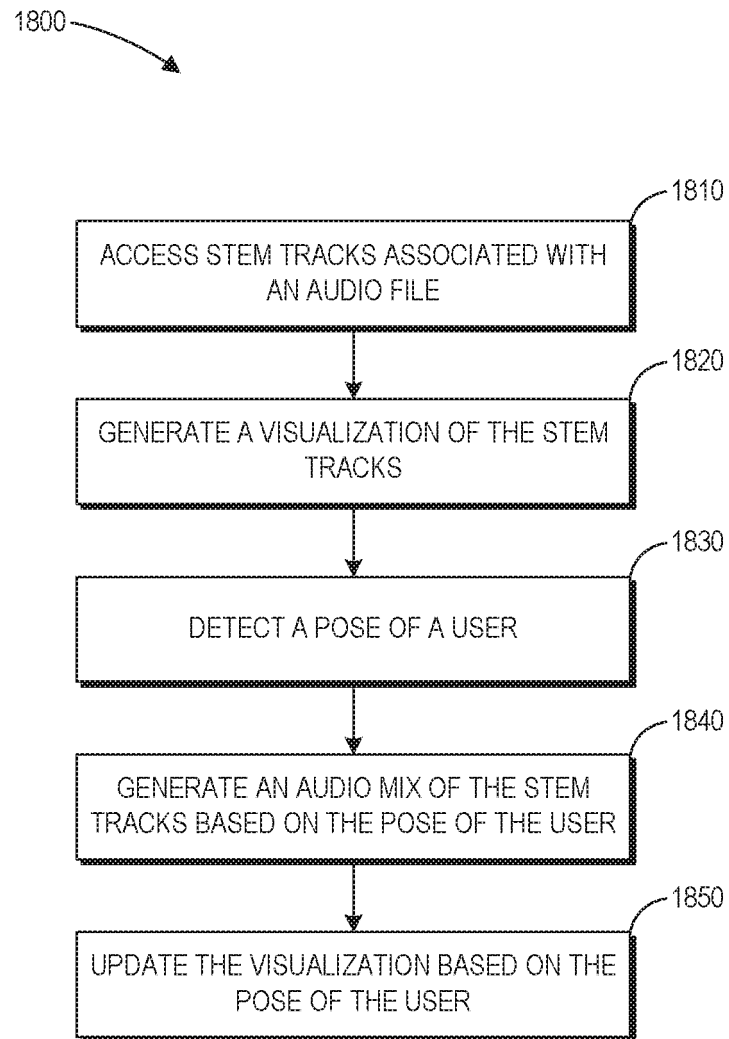 1800
1810
ACCESS STEM TRACKS ASSOCIATED WITH
AN AUDIO FILE
1820
GENERATE A VISUALIZATION OF THE STEM
TRACKS
1830
DETECT A POSE OF A USER
1840
GENERATE AN AUDIO MIX OF THE STEM
TRACKS BASED ON THE POSE OF THE USER
1850
UPDATE THE VISUALIZATION BASED ON THE
POSE OF THE USER